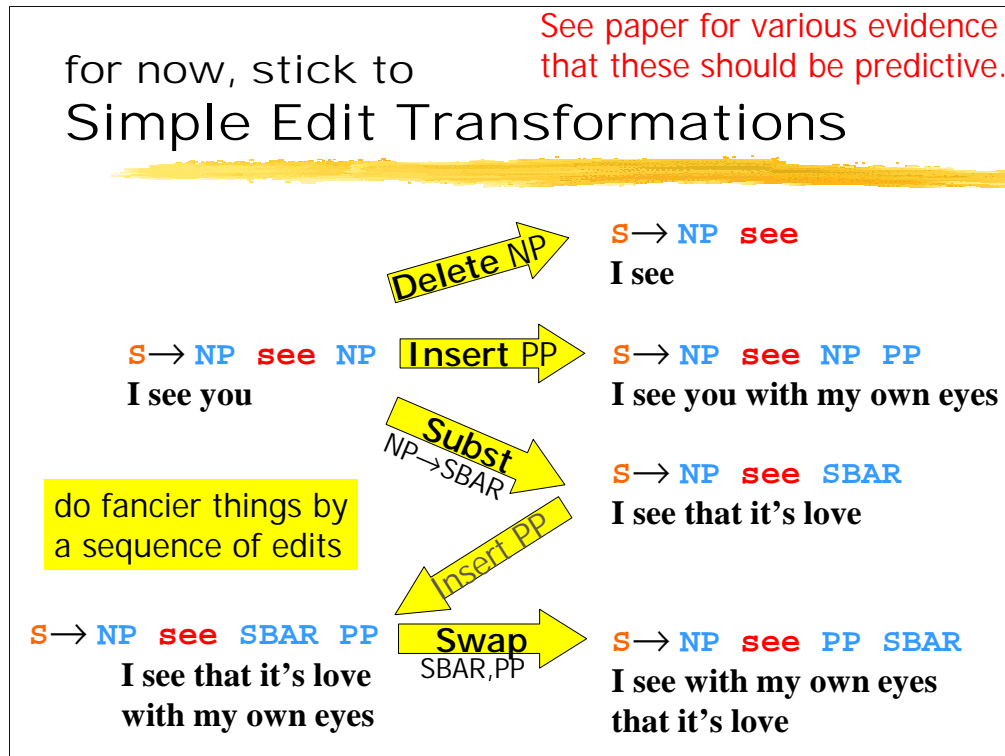 See paper for various evidence
that these should be predictive.
for now, stick to
Simple Edit Transformations
Delete NP
S→ NP see
I see
S→ NP see NP
I see you
Insert PP
S→ NP see NP PP
I see you with my own eyes
Subst
NP→SBAR
S→ NP see SBAR
I see that it's love
do fancier things by
a sequence of edits
Insert PP
S→ NP see SBAR PP
I see that it's love
with my own eyes
Swap
SBAR,PP
S→ NP see PP SBAR
I see with my own eyes
that it's love